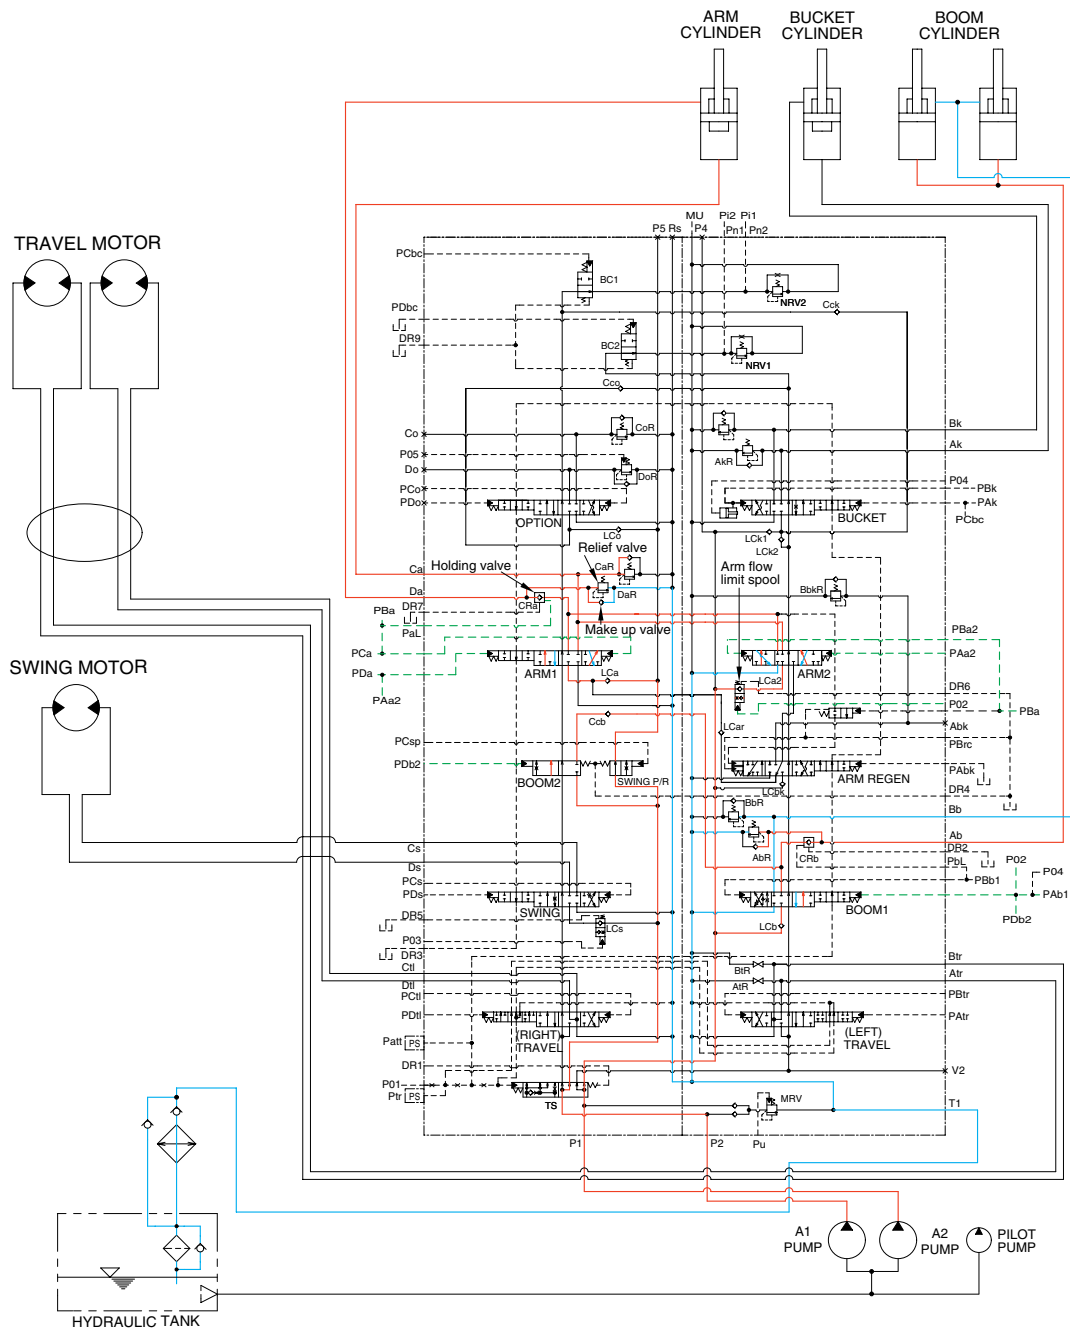 ARM
CYLINDER
BUCKET
CYLINDER
BOOM
CYLINDER
TRAVEL MOTOR
SWING MOTOR
P5 Rs
MU
P4
Pi2 Pi1
Pn1 Pn2
PCbc
BC1
NRV2
Cck
PDbc
DR9
BC2
NRV1
Cco
Co
CoR
Bk
Ak
AkR
P05
Do
DoR
PCo
PDo
OPTION
LCo
P04
PBk
PAk
PCbc
BUCKET
LCk1
LCk2
Relief valve
Holding valve
Arm flow
limit spool
Ca
CaR
Da
DaR
CRa
DR7
PBa
PaL
Make up valve
BbkR
PBa2
PCa
PDa
PAa2
ARM1
LCa
ARM2
LCa2
PAa2
DR6
P02
PBa
Abk
Ccb
LCar
PCsp
PDb2
BOOM2
SWING P/R
PBrc
PAbk
ARM REGEN
LCbk
DR4
BbR
Bb
AbR
CRb
Ab
DR2
PbL
P02
P04
PBb1
PAb1
PDb2
BOOM1
LCb
Cs
Ds
PCs
PDs
SWING
DR5
LCs
P03
DR3
Ctl
Dtl
PCtl
PDtl
(RIGHT)
TRAVEL
BtR
Btr
AtR
Atr
PBtr
PAtr
(LEFT)
TRAVEL
Patt
PS
DR1
P01
Ptr
PS
TS
V2
MRV
T1
P1
P2
Pu
A1
PUMP
A2
PUMP
PILOT
PUMP
HYDRAULIC TANK